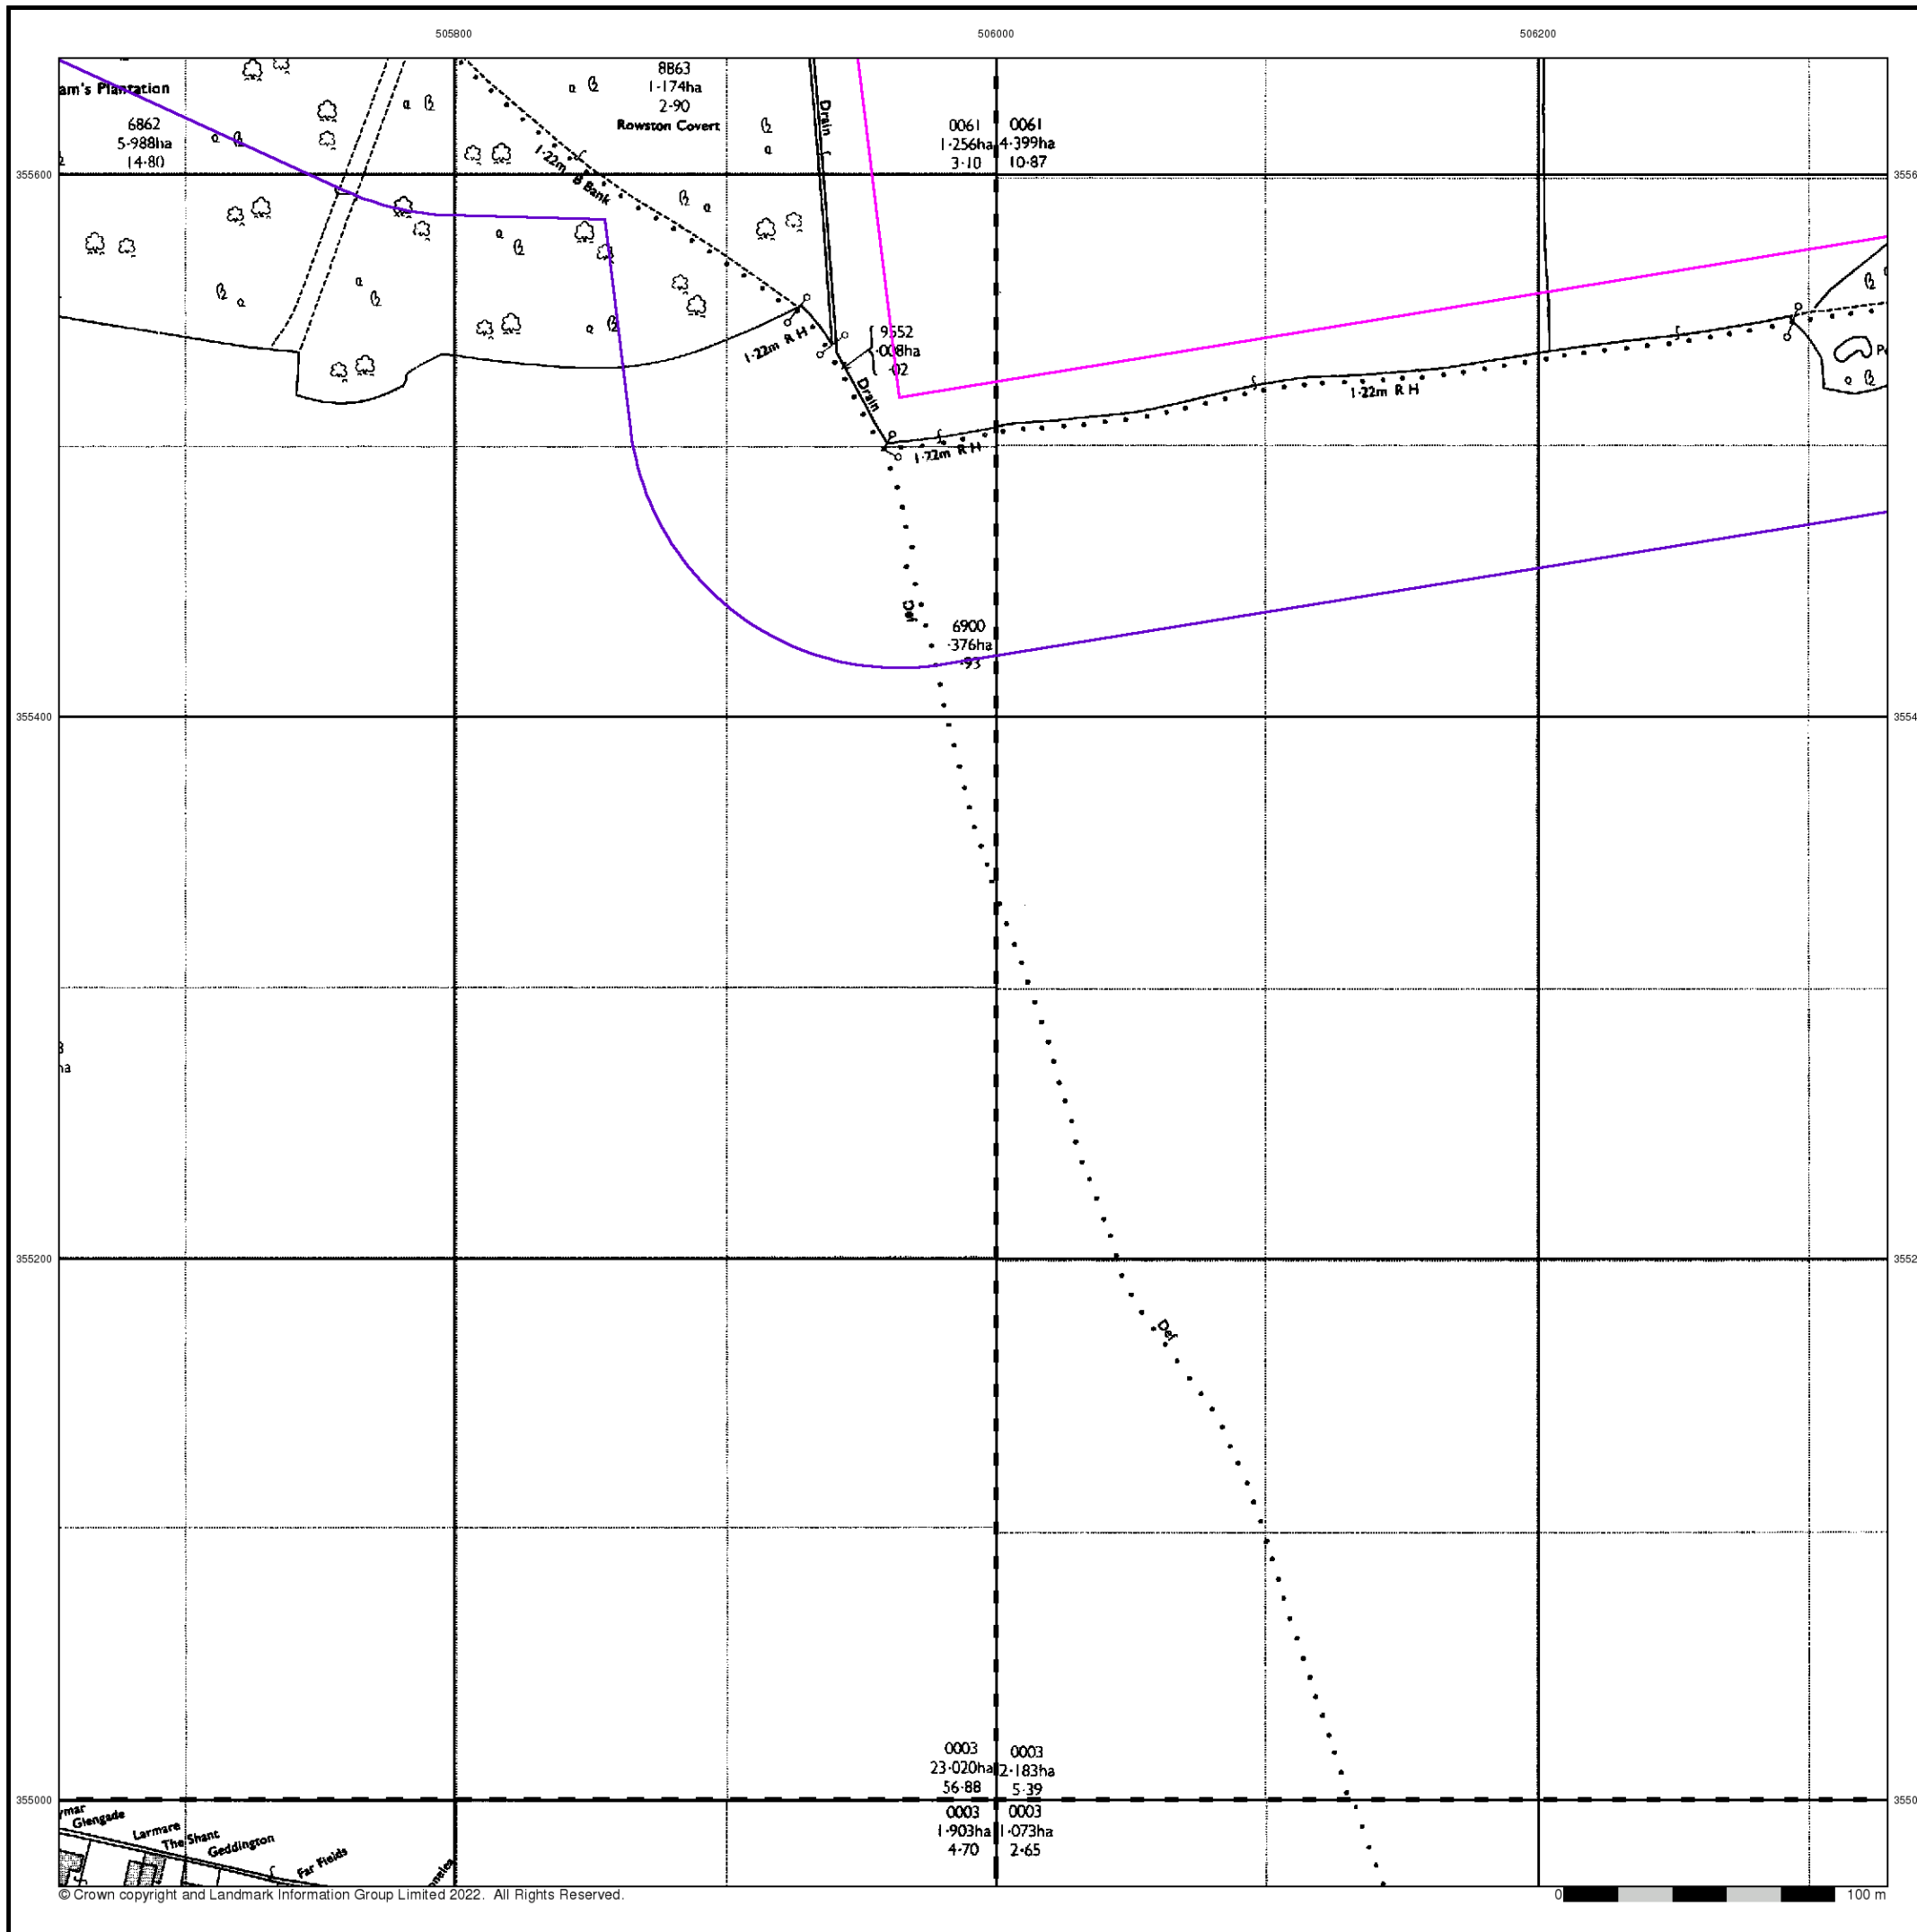 505800
506000
506200
am's Plantation
6862
5·988ha
14·80
8863
1·174ha
2·90
Rowston Covert
Drain
0061
1·256ha
3·10
0061
4·399ha
10·87
355600
1·22m B Bank
1·22m R H
9552
·008ha
·02
Drain
1·22m R H
1·22m R H
Def
6900
·376ha
·93
355400
ha
355200
Def
0003
23·020ha
56·88
0003
2·183ha
5·39
355000
0003
1·903ha
4·70
0003
1·073ha
2·65
Glengade
Larmare
The Shant
Geddington
Far Fields
© Crown copyright and Landmark Information Group Limited 2022. All Rights Reserved.
0
100 m